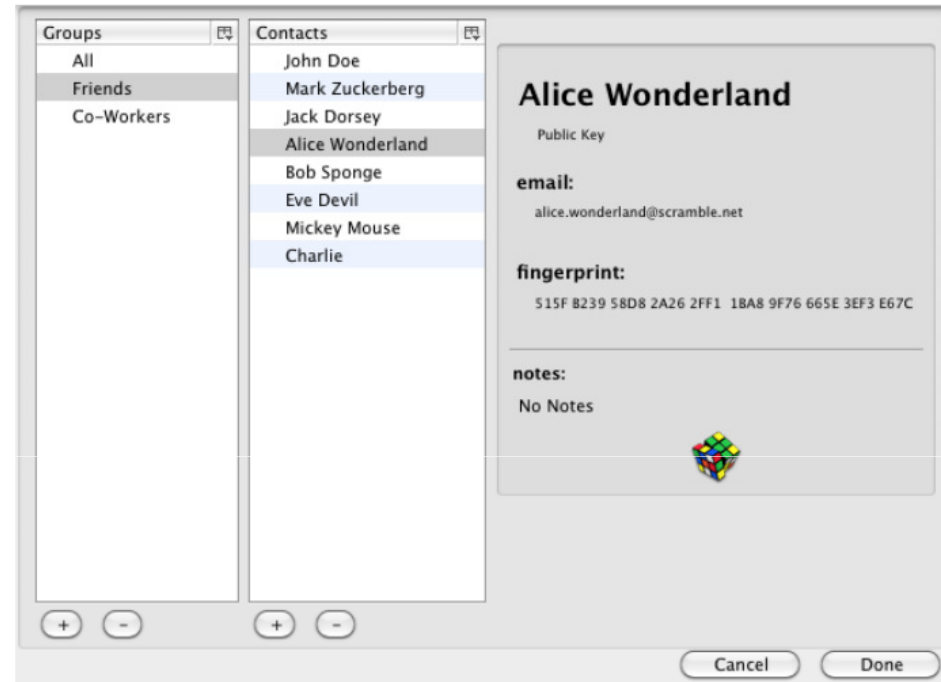 Groups
All
Friends
Co-Workers
+ -
Contacts
John Doe
Mark Zuckerberg
Jack Dorsey
Alice Wonderland
Bob Sponge
Eve Devil
Mickey Mouse
Charlie
+ -
Alice Wonderland
Public Key
email:
alice.wonderland@scramble.net
fingerprint:
515F B239 58D8 2A26 2FF1 1BA8 9F76 665E 3EF3 E67C
notes:
No Notes
Cancel Done